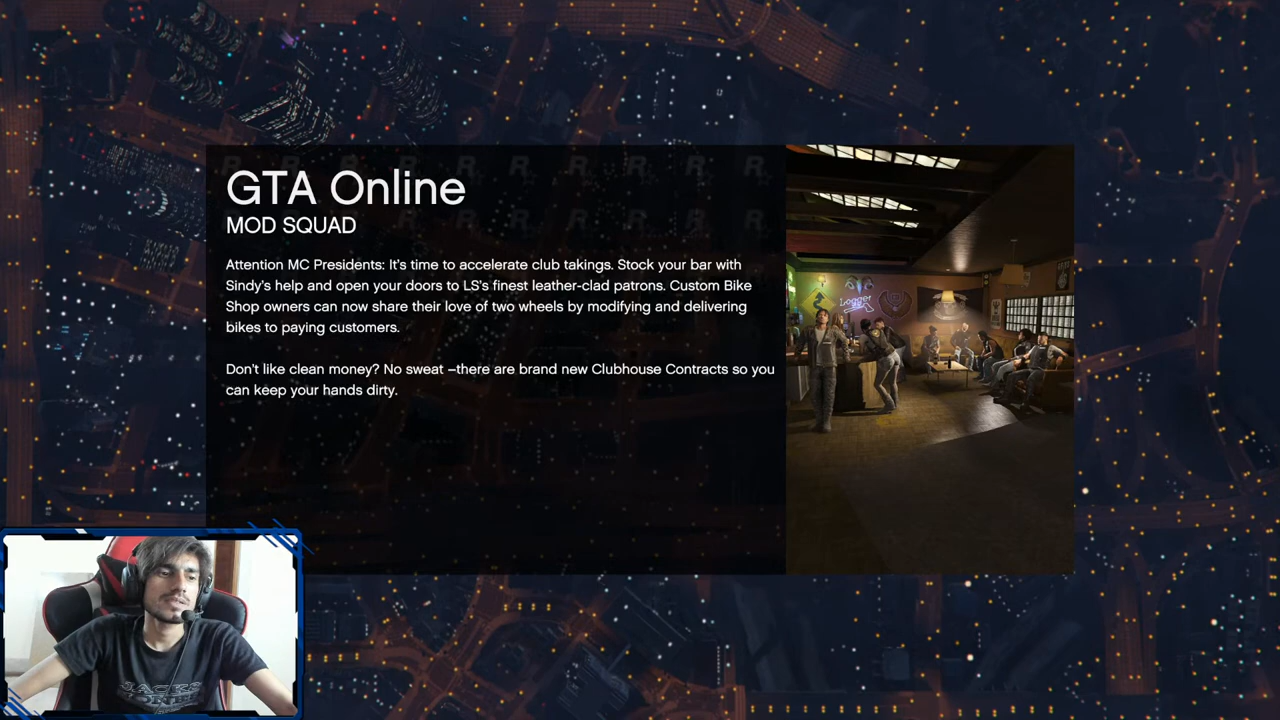 GTA Online
MOD SQUAD
Attention MC Presidents: It's time to accelerate club takings. Stock your bar with
Sindy's help and open your doors to LS's finest leather-clad patrons. Custom Bike
Shop owners can now share their love of two wheels by modifying and delivering
bikes to paying customers.
Don't like clean money? No sweat –there are brand new Clubhouse Contracts so you
can keep your hands dirty.
Logger